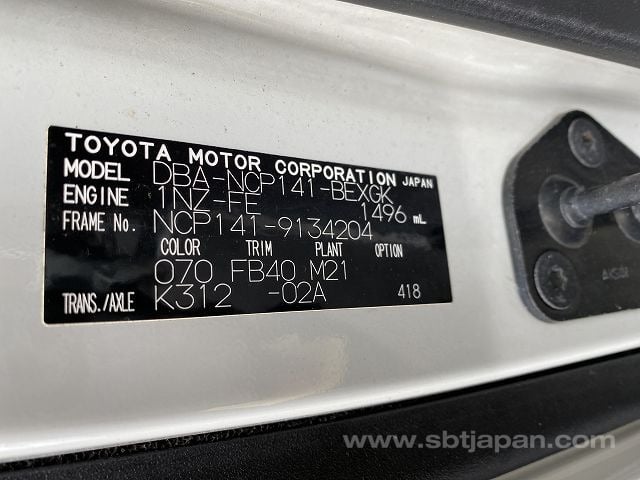 TOYOTA MOTOR CORPORATION JAPAN
MODEL DBA-NCP141-BEXGK
ENGINE 1NZ-FE 1496 mL
FRAME No. NCP141-9134204
COLOR TRIM PLANT OPTION
070 FB40 M21
TRANS./AXLE K312 -02A 418
www.sbtjapan.com